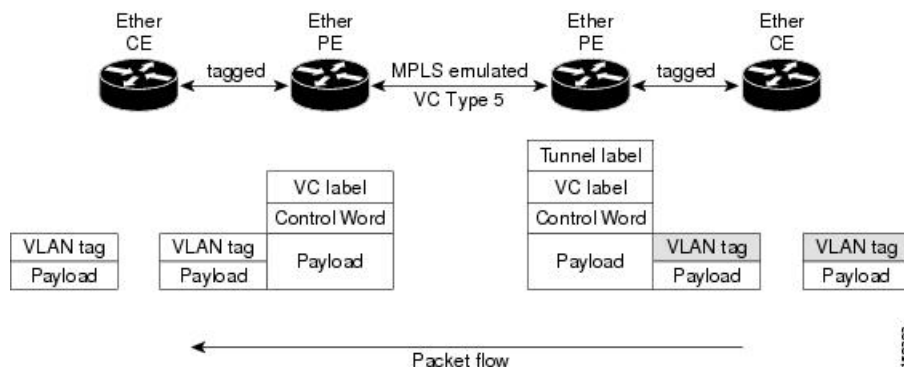 Ether
CE
Ether
PE
Ether
PE
Ether
CE
tagged
MPLS emulated
VC Type 5
tagged
Tunnel label
VC label
VC label
Control Word
Control Word
VLAN tag
VLAN tag
Payload
Payload
VLAN tag
VLAN tag
Payload
Payload
Payload
Payload
Packet flow